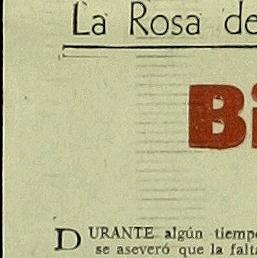 La Rosa de
Bi
DURANTE algún tiempo
se aseveró que la falta